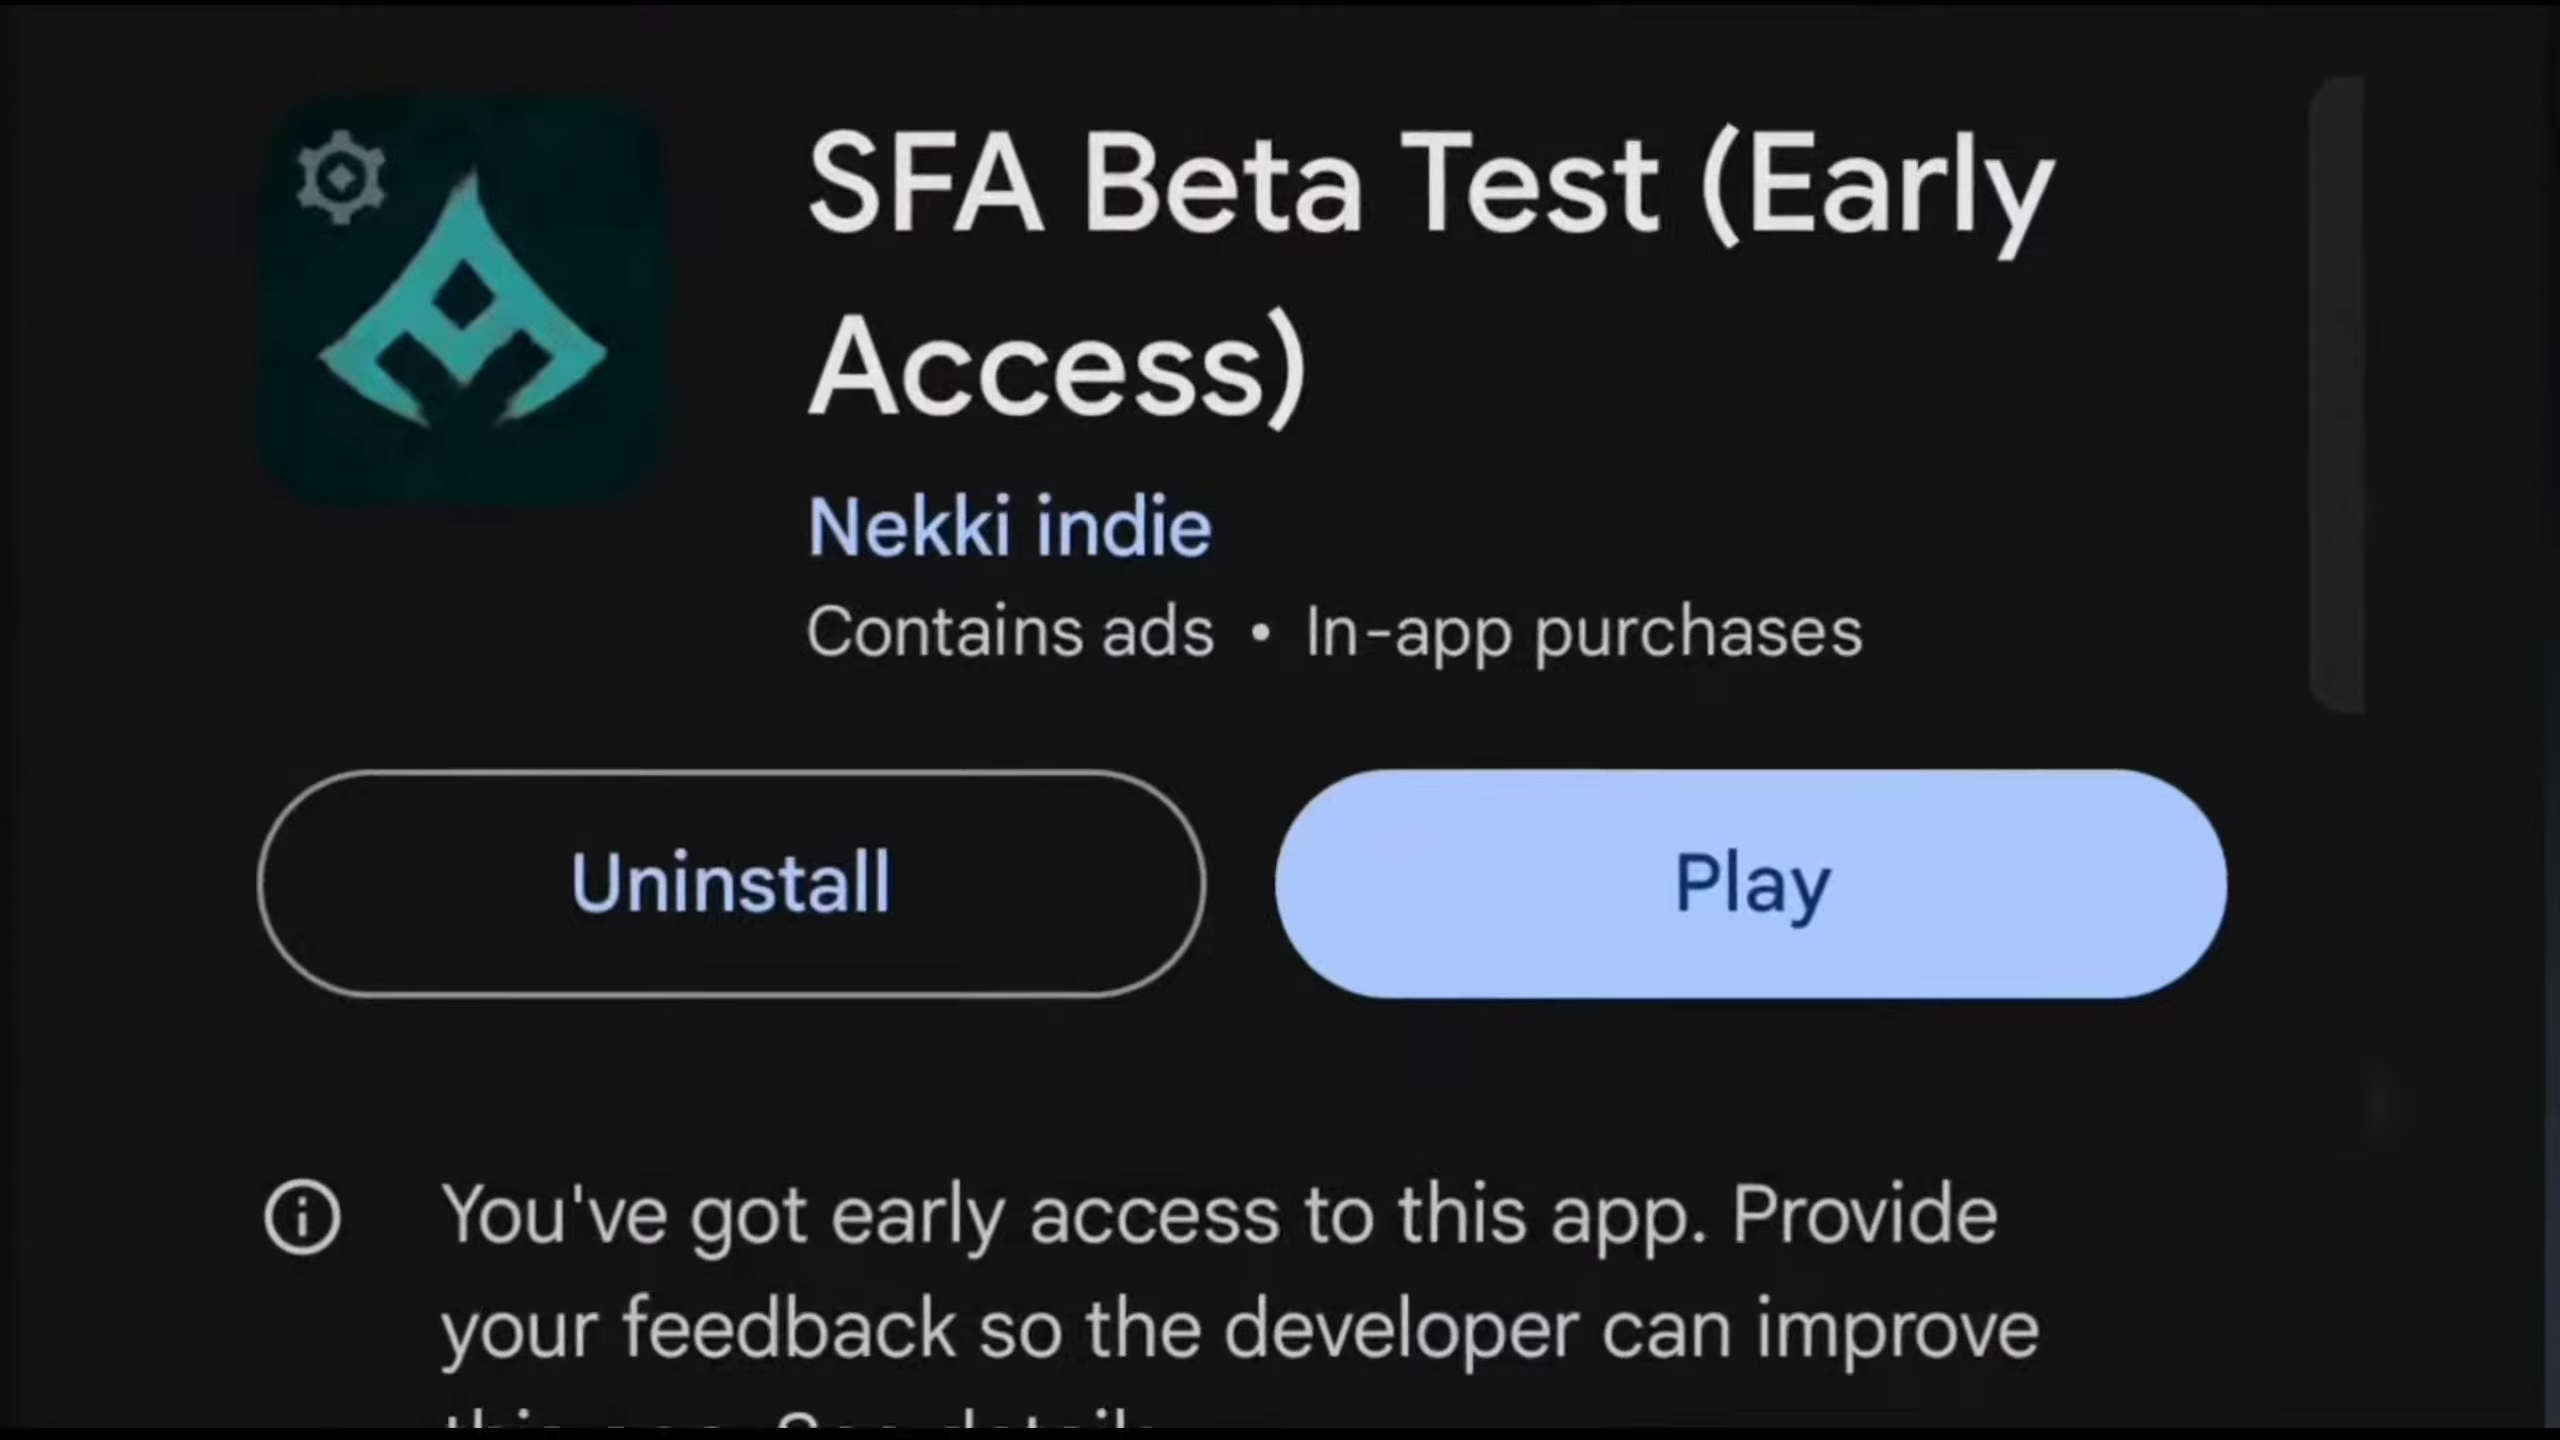 SFA Beta Test (Early
Access)
Nekki indie
Contains ads • In-app purchases
Uninstall
Play
You've got early access to this app. Provide
your feedback so the developer can improve